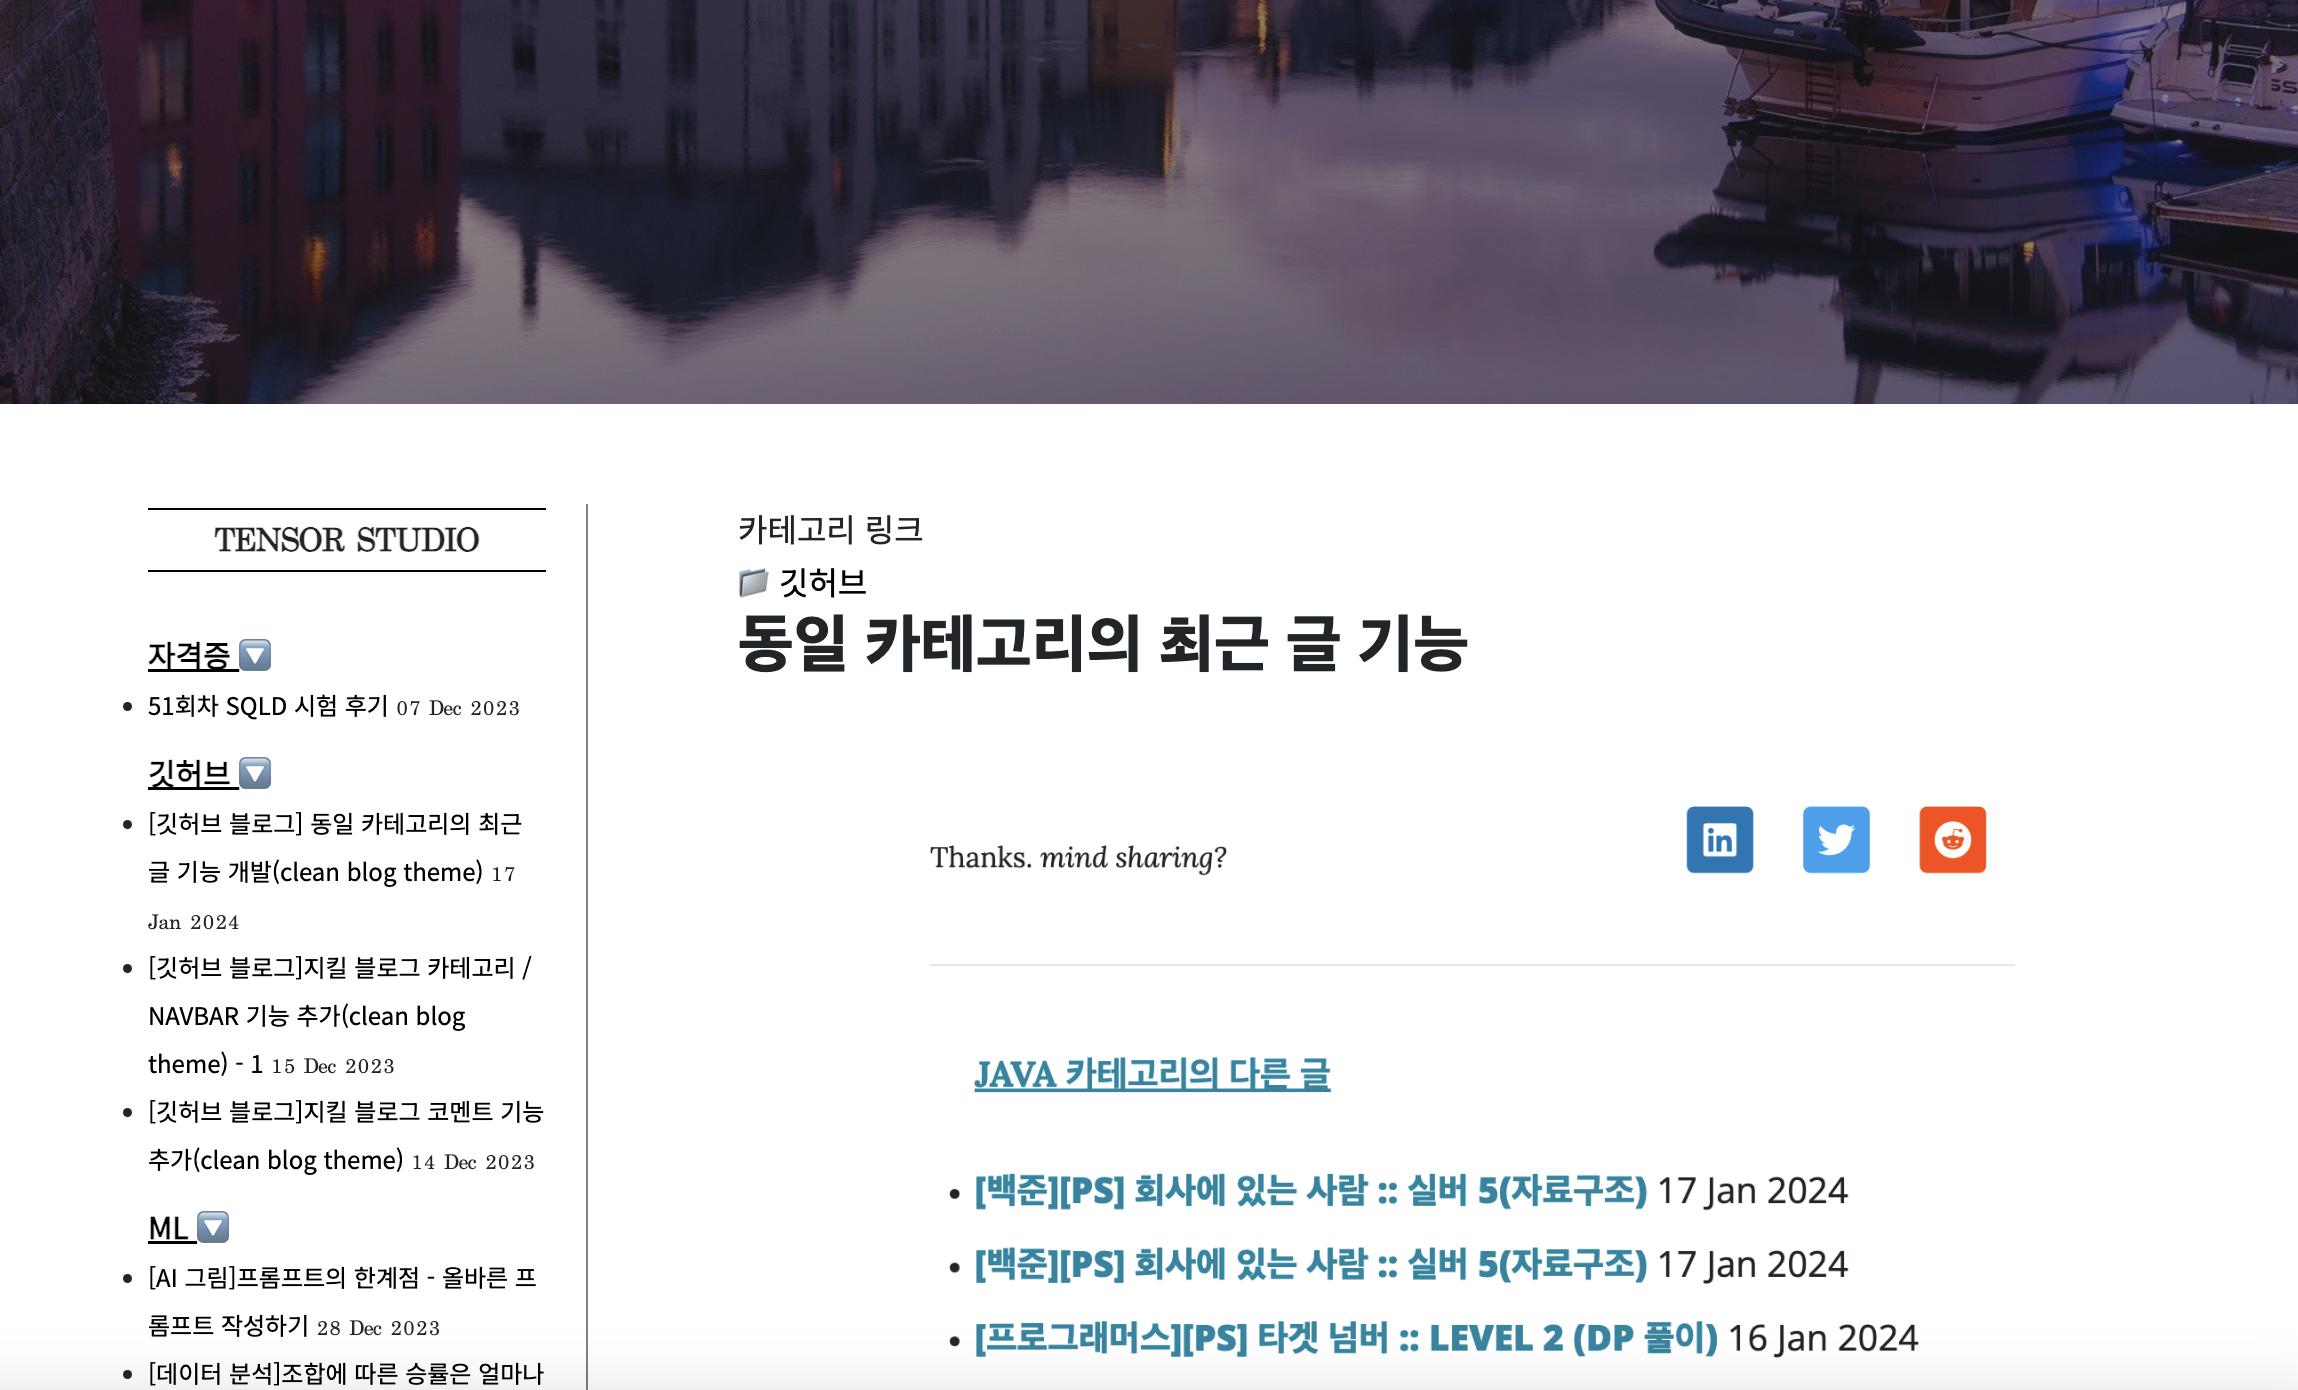 TENSOR STUDIO
자격증 🔽
51회차 SQLD 시험 후기 07 Dec 2023
깃허브 🔽
[깃허브 블로그] 동일 카테고리의 최근
글 기능 개발(clean blog theme) 17
Jan 2024
[깃허브 블로그]지킬 블로그 카테고리 /
NAVBAR 기능 추가(clean blog
theme) - 1 15 Dec 2023
[깃허브 블로그]지킬 블로그 코멘트 기능
추가(clean blog theme) 14 Dec 2023
ML 🔽
[AI 그림]프롬프트의 한계점 - 올바른 프
롬프트 작성하기 28 Dec 2023
[데이터 분석]조합에 따른 승률은 얼마나
카테고리 링크
깃허브
동일 카테고리의 최근 글 기능
Thanks. mind sharing?
in
JAVA 카테고리의 다른 글
[백준][PS] 회사에 있는 사람 :: 실버 5(자료구조) 17 Jan 2024
[백준][PS] 회사에 있는 사람 :: 실버 5(자료구조) 17 Jan 2024
[프로그래머스][PS] 타겟 넘버 :: LEVEL 2 (DP 풀이) 16 Jan 2024